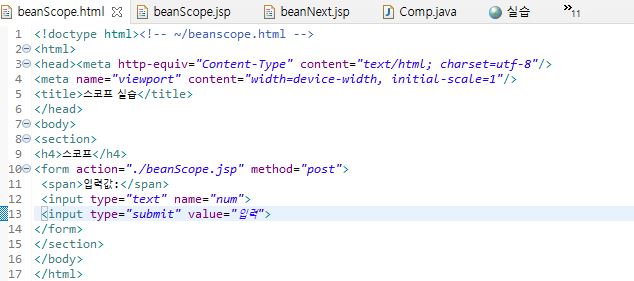 beanScope.html beanScope.jsp beanNext.jsp Comp.java 실습 »11
1 <!doctype html><!-- ~/beanscope.html -->
2 <html>
3 <head><meta http-equiv="Content-Type" content="text/html; charset=utf-8"/>
4 <meta name="viewport" content="width=device-width, initial-scale=1"/>
5 <title>스코프 실습</title>
6 </head>
7 <body>
8 <section>
9 <h4>스코프</h4>
10 <form action="./beanScope.jsp" method="post">
11 <span>입력값:</span>
12 <input type="text" name="num">
13 <input type="submit" value="입력">
14 </form>
15 </section>
16 </body>
17 </html>